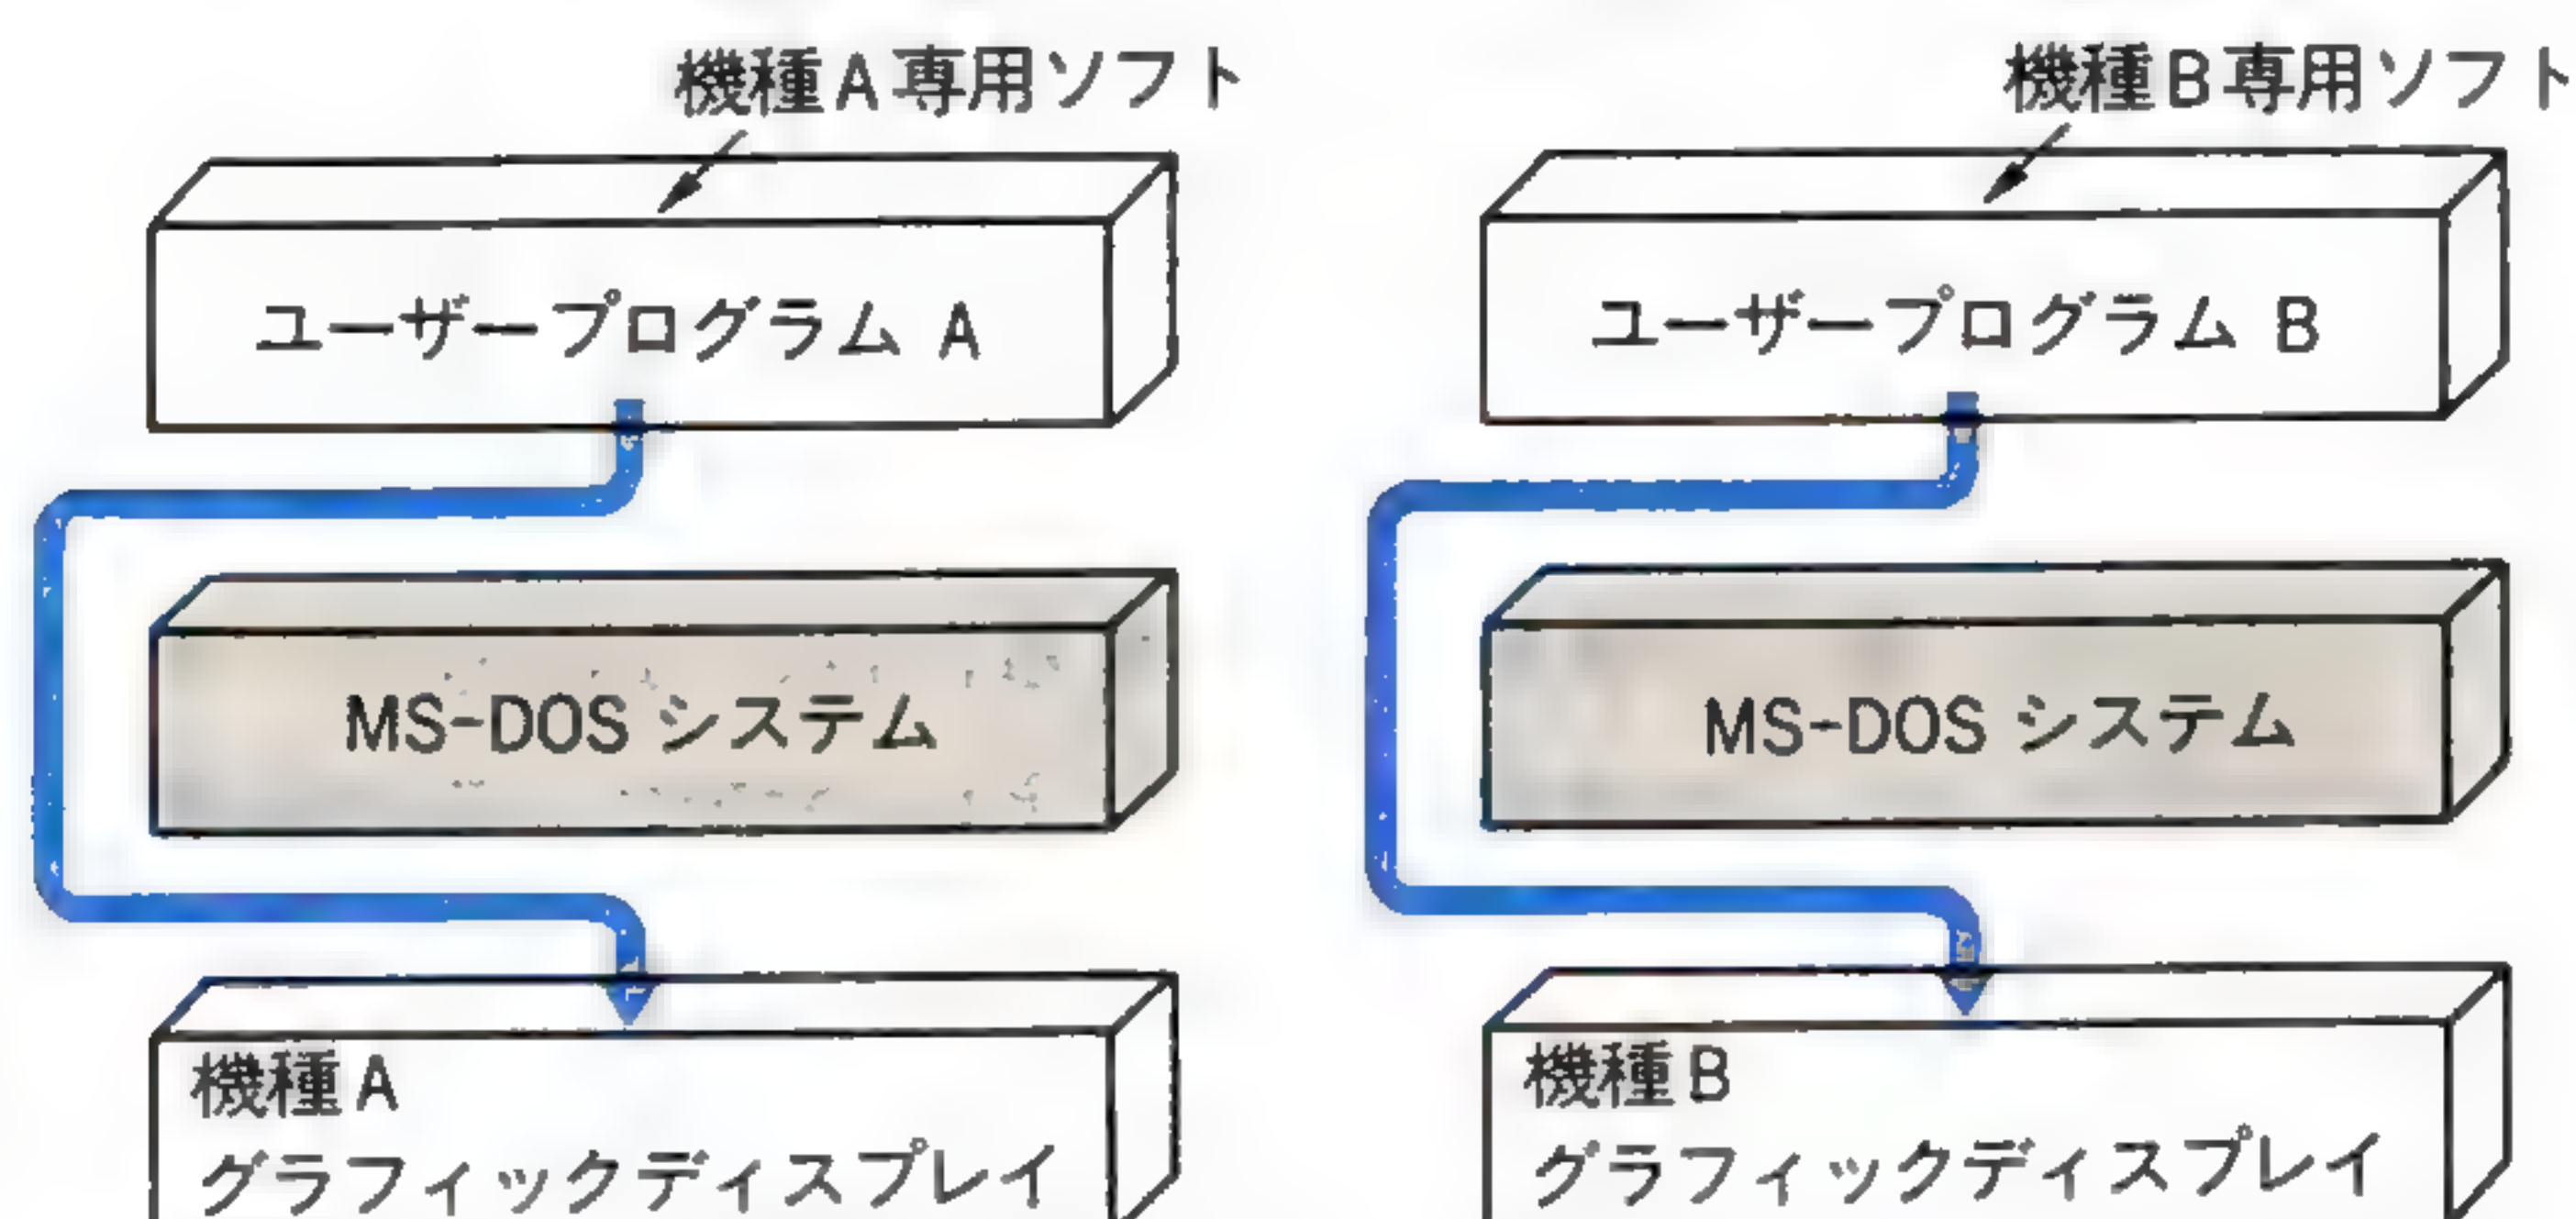 機種A専用ソフト
ユーザープログラム A
MS-DOS システム
機種A
グラフィックディスプレイ
機種B専用ソフト
ユーザープログラム B
MS-DOS システム
機種B
グラフィックディスプレイ